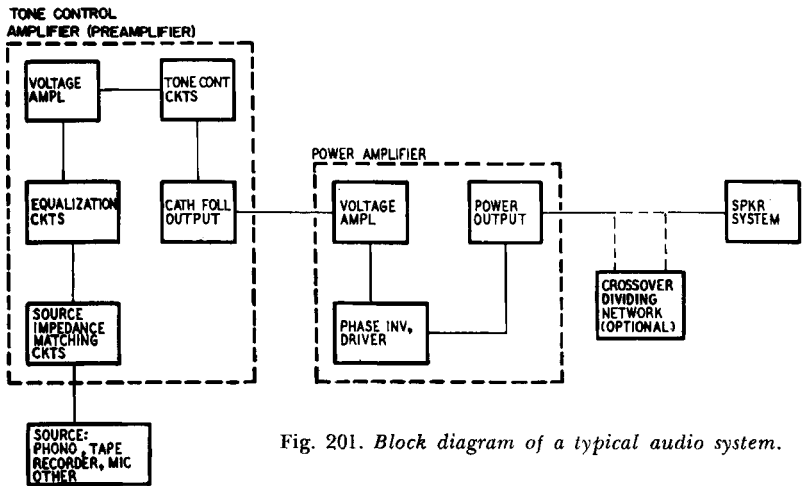 TONE CONTROL
AMPLIFIER (PREAMPLIFIER)
VOLTAGE
AMPL
TONE CONT
CKTS
EQUALIZATION
CKTS
CATH FOLL
OUTPUT
SOURCE
IMPEDANCE
MATCHING
CKTS
SOURCE:
PHONO, TAPE
RECORDER, MIC
OTHER
POWER AMPLIFIER
VOLTAGE
AMPL
POWER
OUTPUT
PHASE INV,
DRIVER
SPKR
SYSTEM
CROSSOVER
DIVIDING
NETWORK
(OPTIONAL)
Fig. 201. Block diagram of a typical audio system.